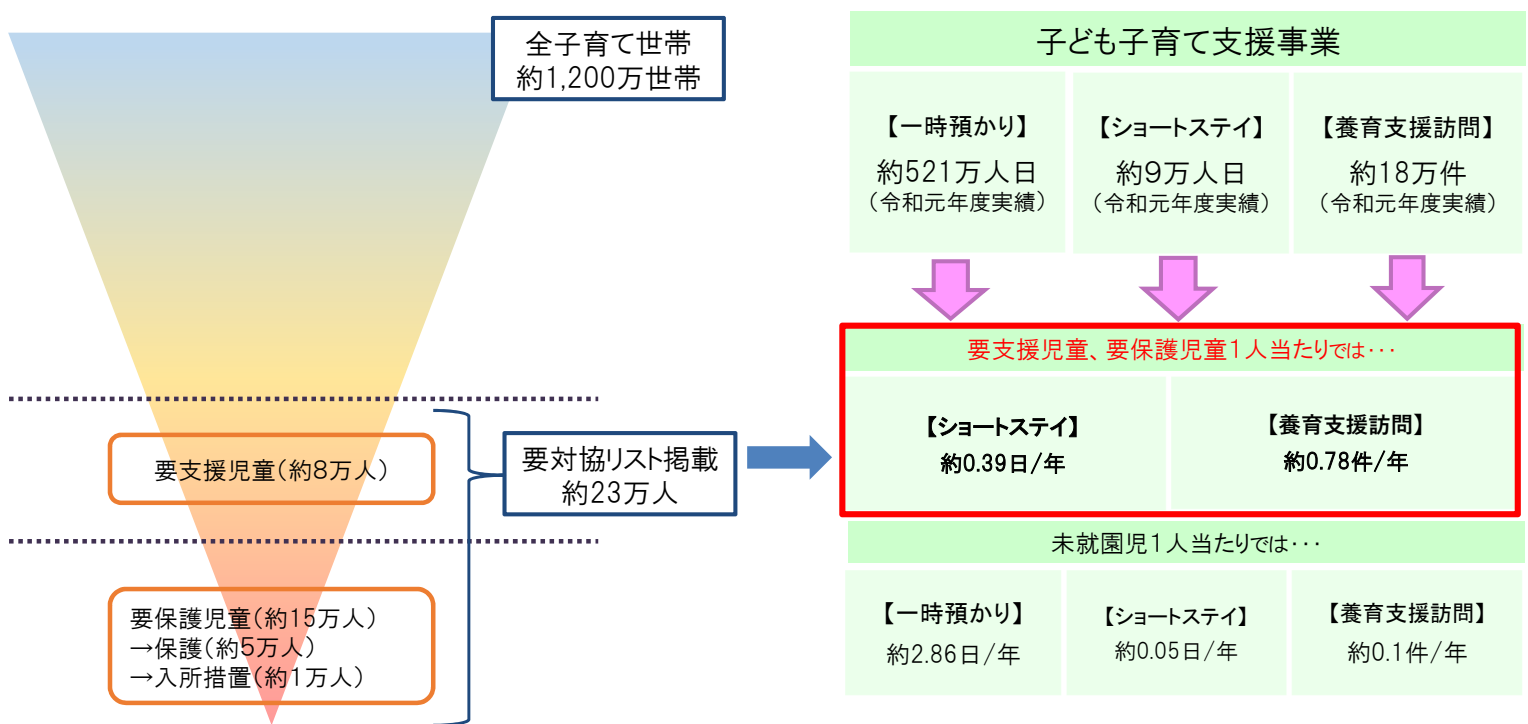 全子育て世帯
約1,200万世帯
要支援児童(約8万人)
要対協リスト掲載
約23万人
要保護児童(約15万人)
→保護(約5万人)
→入所措置(約1万人)
子ども子育て支援事業
【一時預かり】
約521万人日
(令和元年度実績)
【ショートステイ】
約9万人日
(令和元年度実績)
【養育支援訪問】
約18万件
(令和元年度実績)
要支援児童、要保護児童1人当たりでは・・・
【ショートステイ】
約0.39日/年
【養育支援訪問】
約0.78件/年
未就園児1人当たりでは・・・
【一時預かり】
約2.86日/年
【ショートステイ】
約0.05日/年
【養育支援訪問】
約0.1件/年